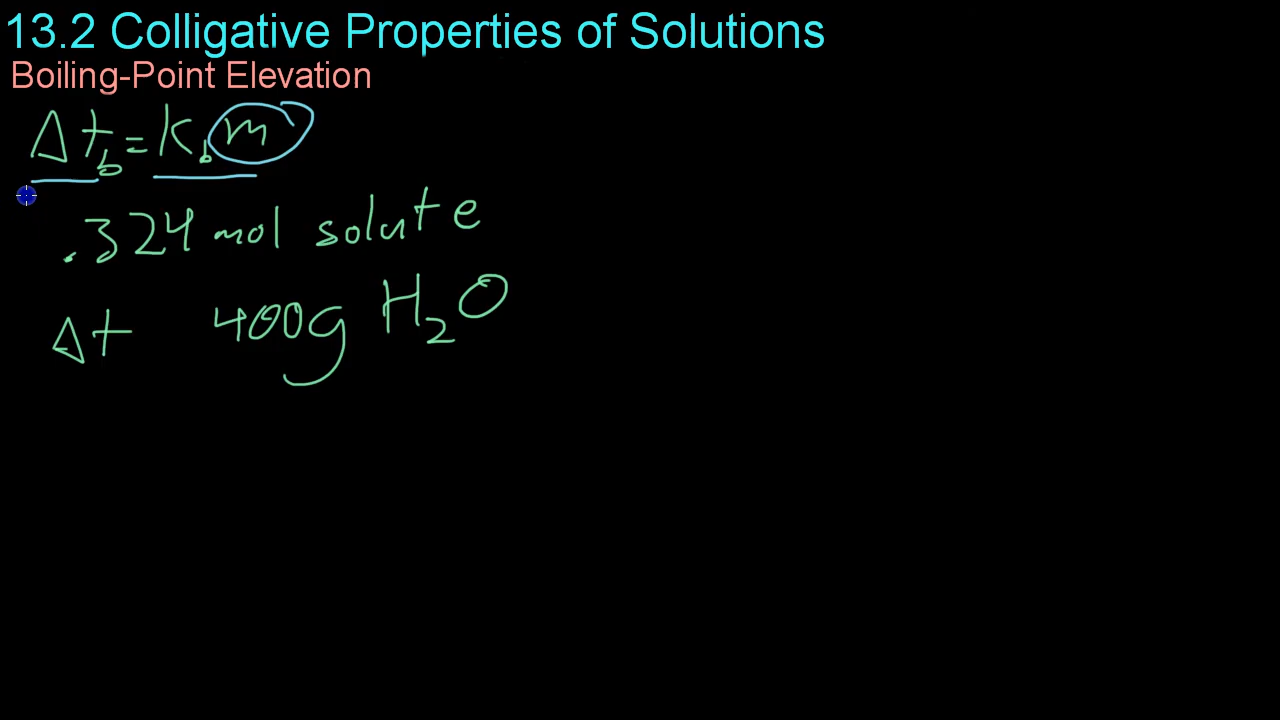 13.2 Colligative Properties of Solutions
Boiling-Point Elevation
Δt_b = K_b m
.324 mol solute
Δt 400g H₂O